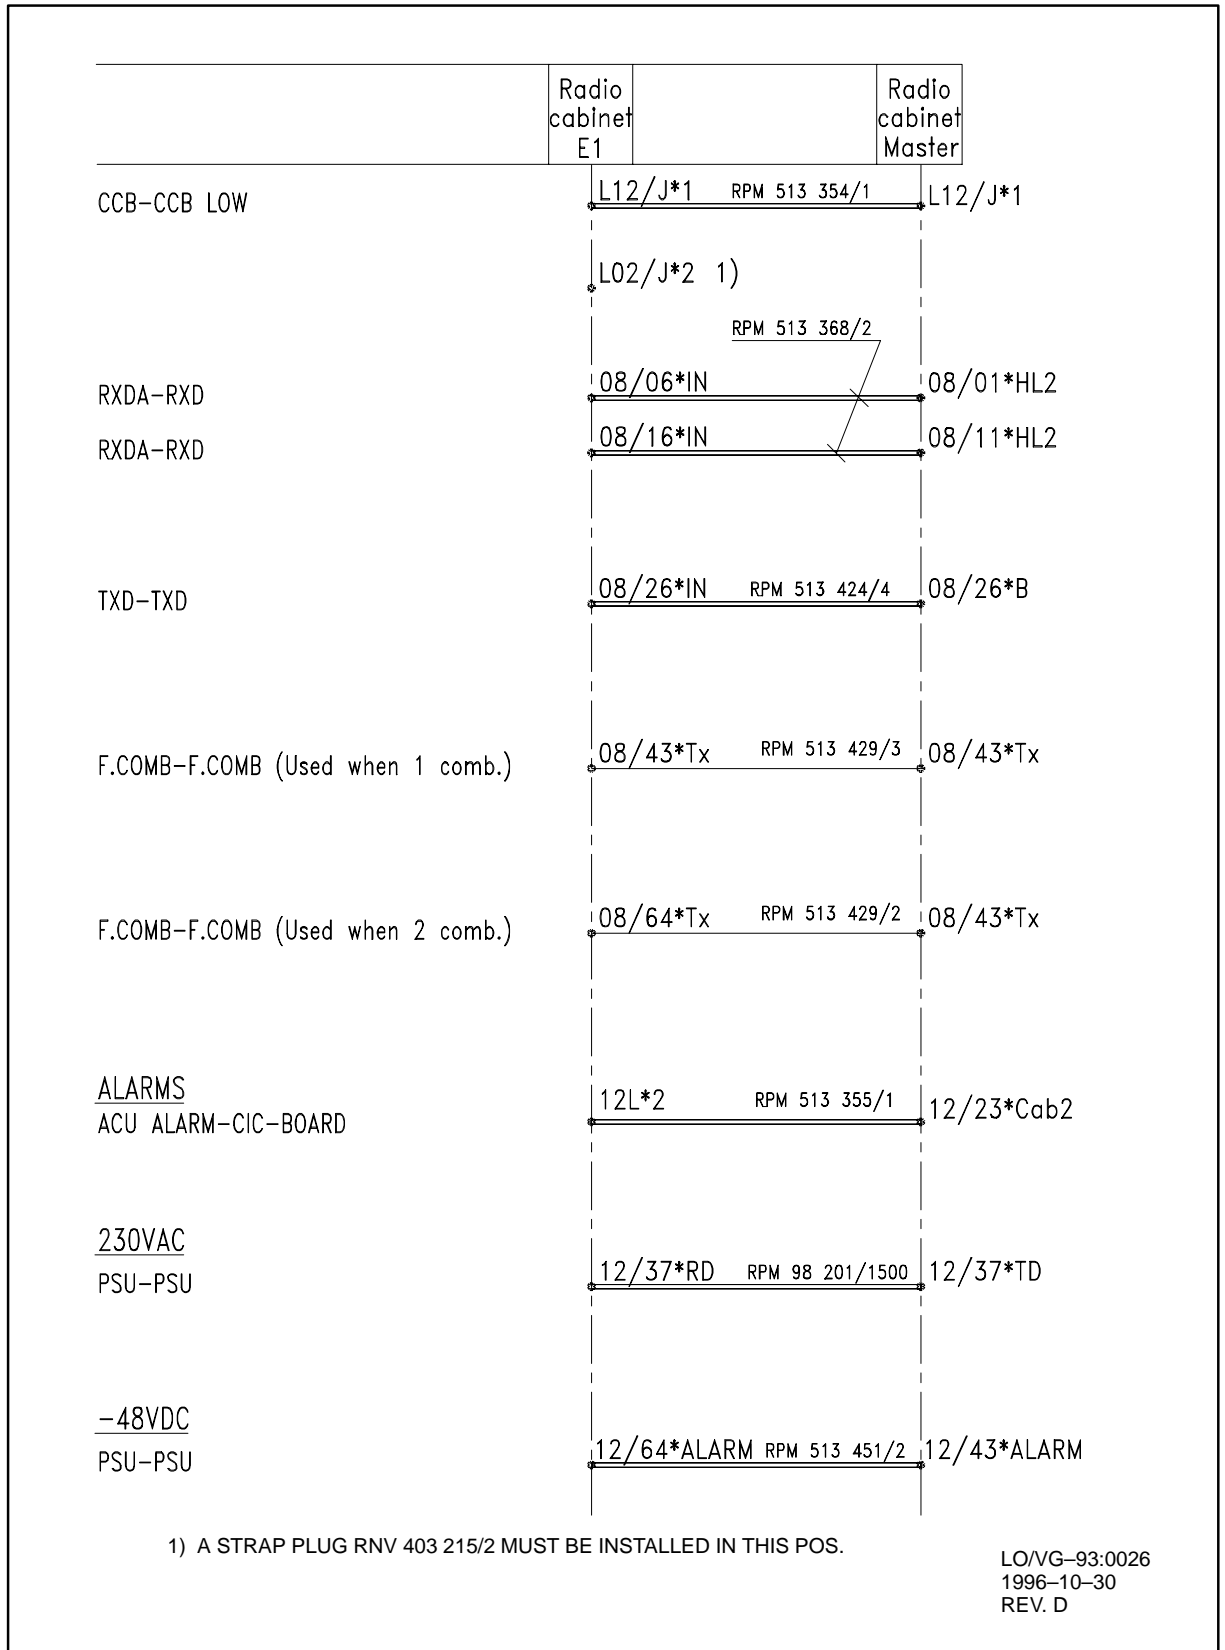 Radio
cabinet
E1
Radio
cabinet
Master
CCB-CCB LOW
L12/J*1 RPM 513 354/1 L12/J*1
L02/J*2 1)
RPM 513 368/2
RXDA-RXD 08/06*IN 08/01*HL2
RXDA-RXD 08/16*IN 08/11*HL2
TXD-TXD 08/26*IN RPM 513 424/4 08/26*B
F.COMB-F.COMB (Used when 1 comb.) 08/43*Tx RPM 513 429/3 08/43*Tx
F.COMB-F.COMB (Used when 2 comb.) 08/64*Tx RPM 513 429/2 08/43*Tx
ALARMS
ACU ALARM-CIC-BOARD 12L*2 RPM 513 355/1 12/23*Cab2
230VAC
PSU-PSU 12/37*RD RPM 98 201/1500 12/37*TD
-48VDC
PSU-PSU 12/64*ALARM RPM 513 451/2 12/43*ALARM
1) A STRAP PLUG RNV 403 215/2 MUST BE INSTALLED IN THIS POS.
LO/VG–93:0026
1996–10–30
REV. D